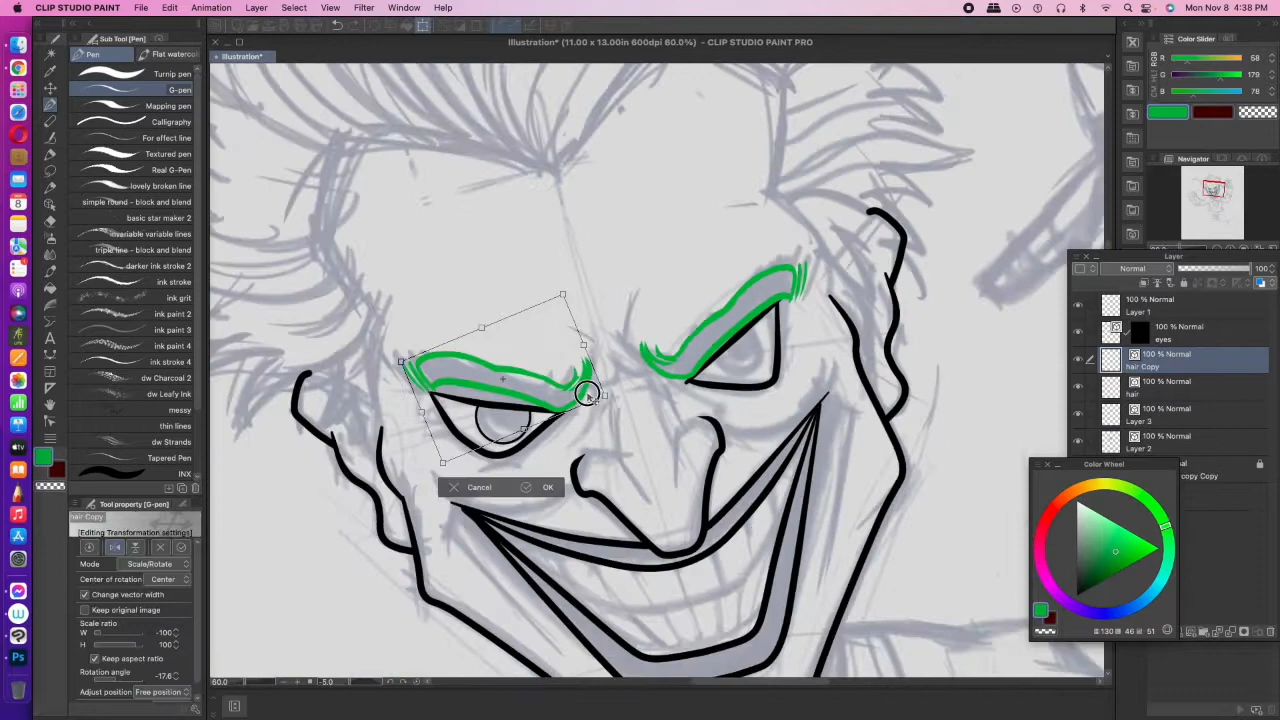 CLIP STUDIO PAINT File Edit Animation Layer Select View Filter Window Help Mon Nov 8 4:38 PM
Illustration* (11.00 x 13.00in 600dpi 60.0%) - CLIP STUDIO PAINT PRO
Illustration*
Sub Tool [Pen]
Pen Flat watercolo
Turnip pen
G-pen
Mapping pen
Calligraphy
For effect line
Textured pen
Real G-Pen
lovely broken line
simple round - block and blend
basic star maker 2
invariable variable lines
triple line - block and blend
darker ink stroke 2
ink stroke
ink grit
ink paint 2
ink paint 3
ink paint 4
ink stroke 4
dw Charcoal 2
dw Leafy Ink
messy
thin lines
dw Strands
Tapered Pen
INX
Tool property [G-pen]
hair Copy
[Editing Transformation settings]
Mode Scale/Rotate
Center of rotation Center
Change vector width
Keep original image
Scale ratio
W -100
H 100
Keep aspect ratio
Rotation angle
-17.6
Adjust position Free position
Cancel OK
60.0 -5.0
Color Slider
R 58
G 179
B 78
Navigator
Layer
Normal 100
100 % Normal
Layer 1
100 % Normal
eyes
100 % Normal
hair Copy
100 % Normal
hair
100 % Normal
Layer 3
100 % Normal
Layer 2
Color Wheel
130 46 51